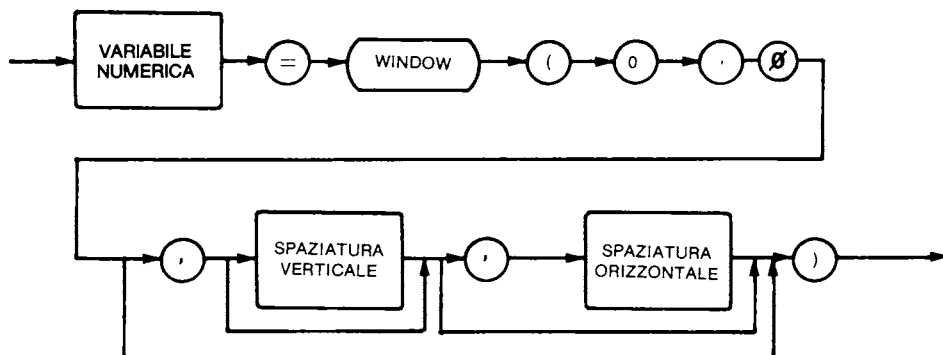 VARIABILE
NUMERICA
=
WINDOW
(
0
,
Ø
,
SPAZIATURA
VERTICALE
,
SPAZIATURA
ORIZZONTALE
)